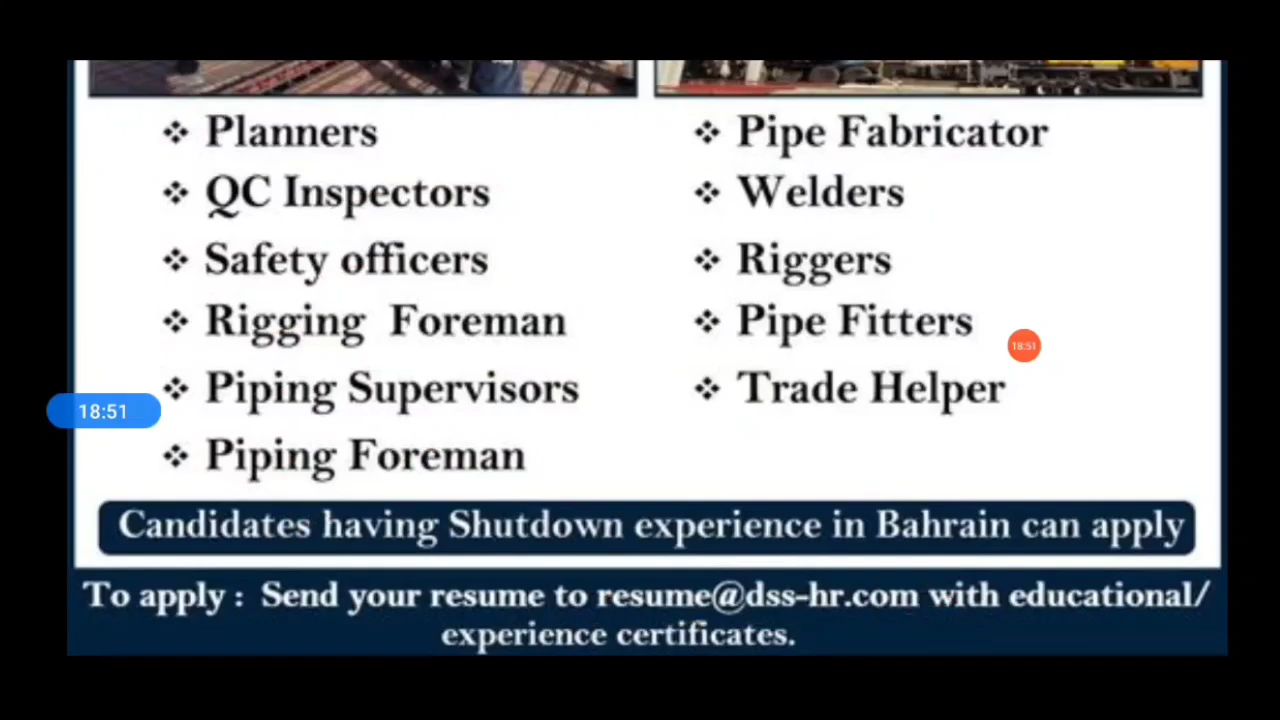 ❖ Planners
❖ QC Inspectors
❖ Safety officers
❖ Rigging Foreman
❖ Piping Supervisors
❖ Piping Foreman
❖ Pipe Fabricator
❖ Welders
❖ Riggers
❖ Pipe Fitters
❖ Trade Helper
18:51
18:51
Candidates having Shutdown experience in Bahrain can apply
To apply : Send your resume to resume@dss-hr.com with educational/
experience certificates.